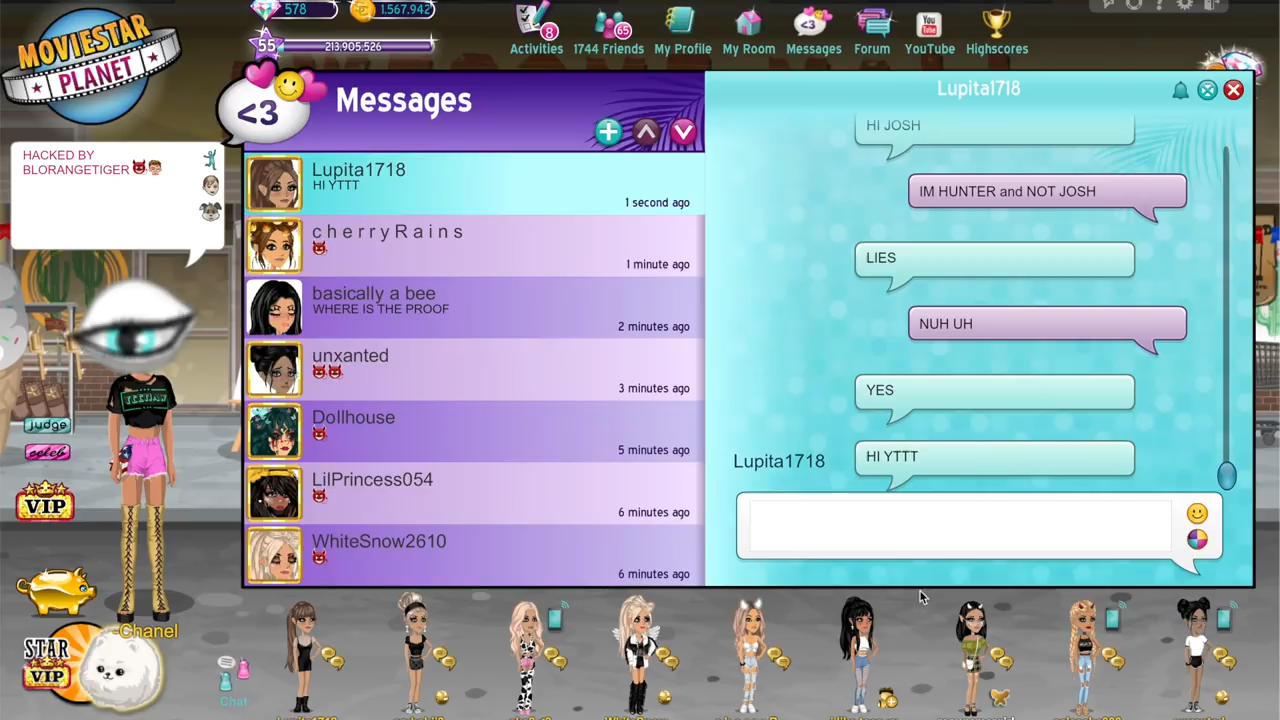 578
1,567.942
55
213.905.526
8
65
<3
You
Tube
Activities
1744 Friends
My Profile
My Room
Messages
Forum
YouTube
Highscores
MOVIESTAR
PLANET
HACKED BY
BLORANGETIGER
<3
Messages
Lupita1718
HI YTTT
1 second ago
c h e r r y R a i n s
1 minute ago
basically a bee
WHERE IS THE PROOF
2 minutes ago
unxanted
3 minutes ago
Dollhouse
5 minutes ago
LilPrincess054
6 minutes ago
WhiteSnow2610
6 minutes ago
Lupita1718
HI JOSH
IM HUNTER and NOT JOSH
LIES
NUH UH
YES
Lupita1718
HI YTTT
judge
celeb
VIP
-Chanel
STAR
VIP
Chat